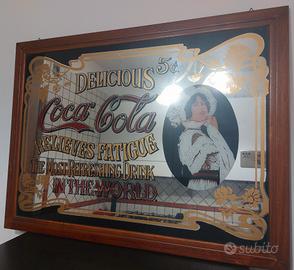 DELICIOUS 5¢
Coca-Cola
RELIEVES FATIGUE
THE MOST REFRESHING DRINK
IN THE WORLD
subito